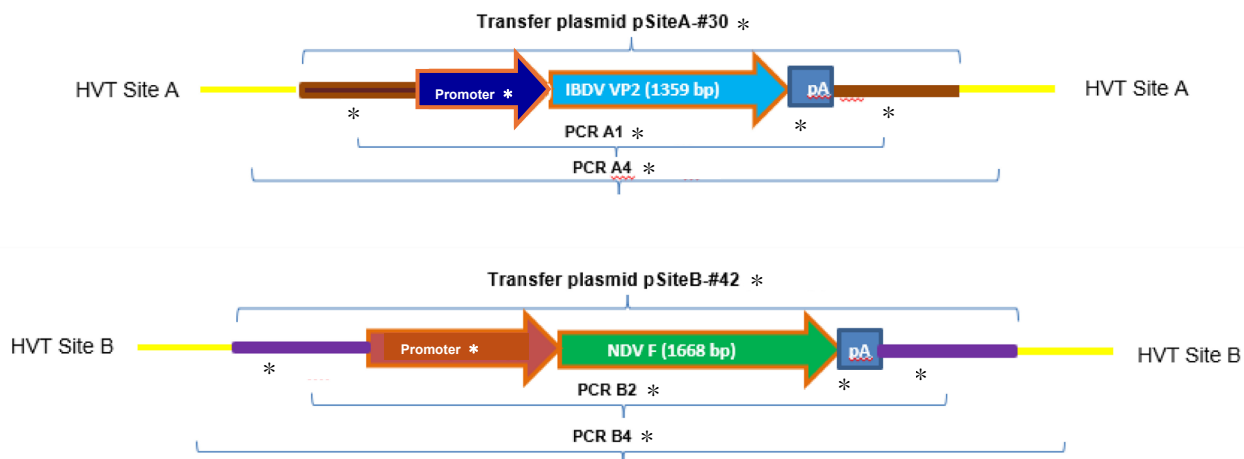 Transfer plasmid pSiteA-#30 *
HVT Site A
Promoter *
IBDV VP2 (1359 bp)
pA
HVT Site A
*
*
*
PCR A1 *
PCR A4 *
Transfer plasmid pSiteB-#42 *
HVT Site B
Promoter *
NDV F (1668 bp)
pA
HVT Site B
*
*
*
PCR B2 *
PCR B4 *